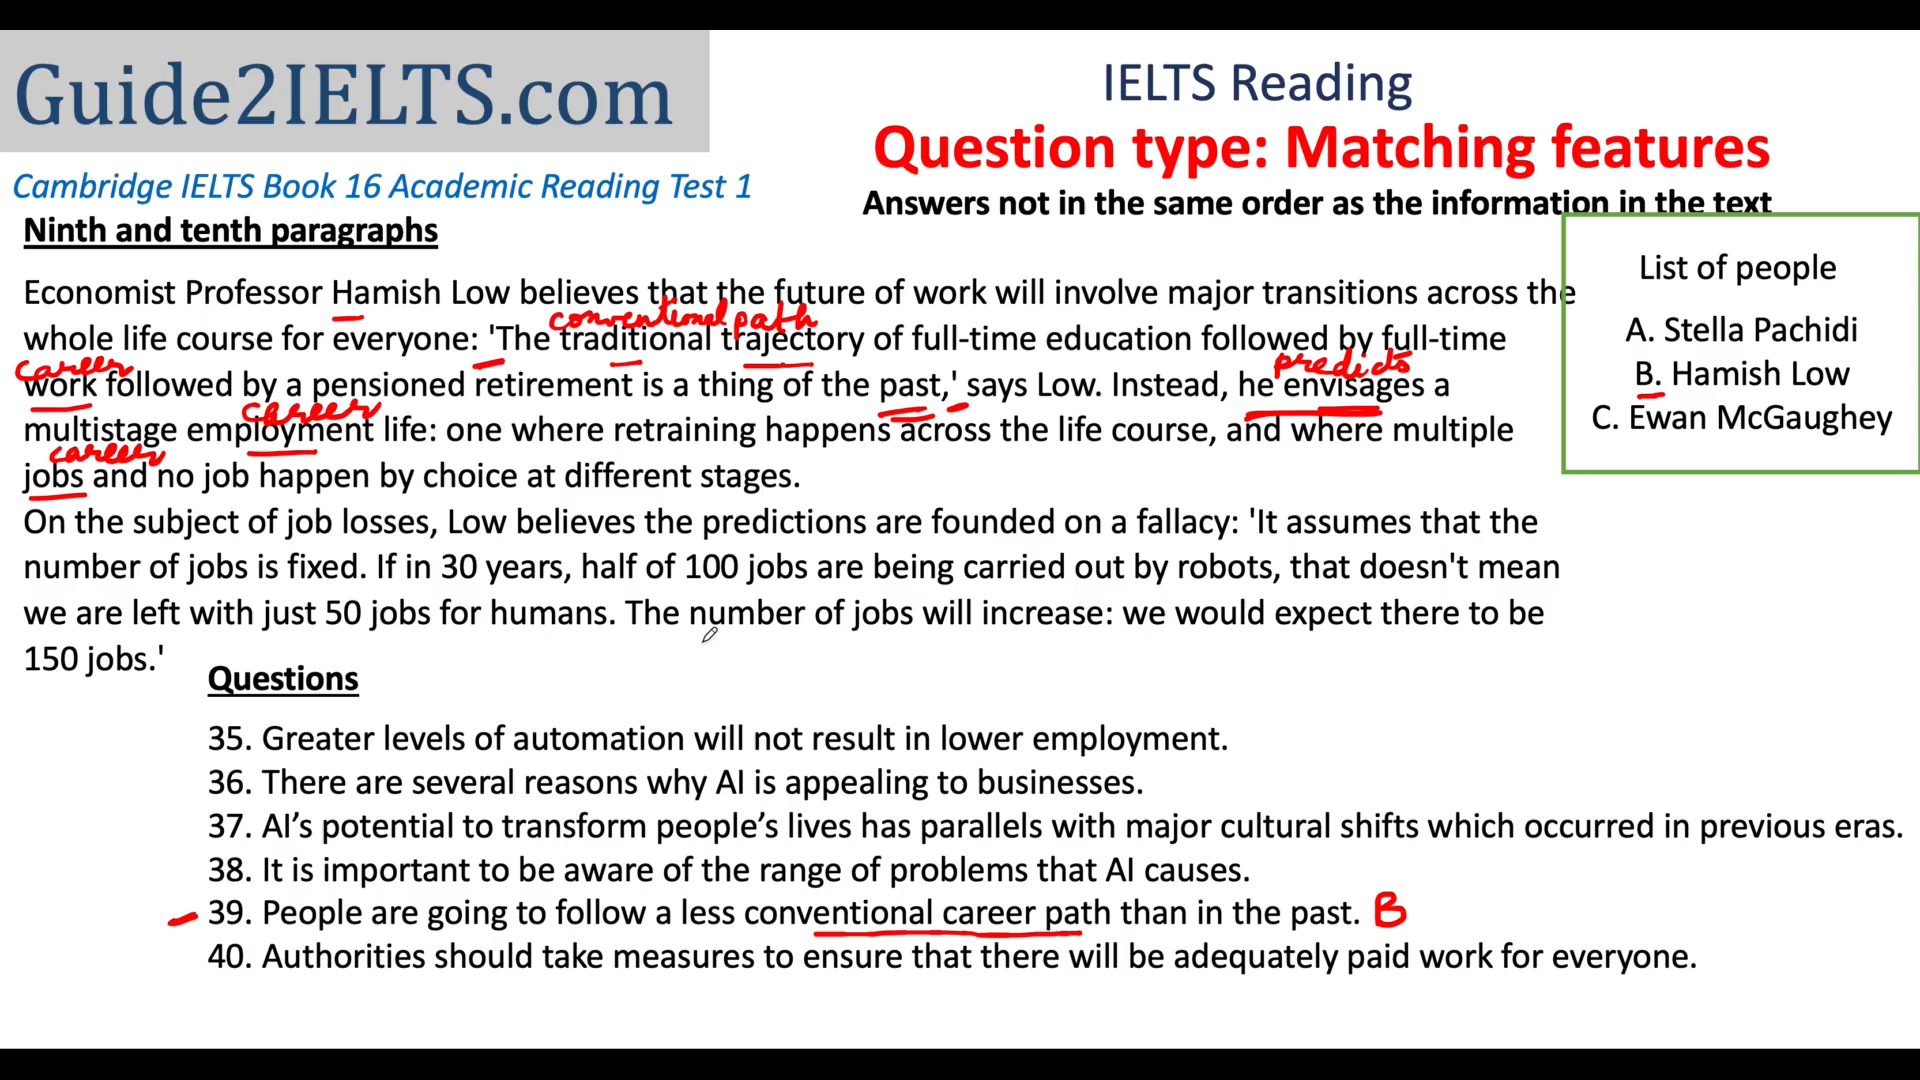 Guide2IELTS.com
IELTS Reading
Question type: Matching features
Cambridge IELTS Book 16 Academic Reading Test 1
Answers not in the same order as the information in the text
Ninth and tenth paragraphs
List of people
A. Stella Pachidi
B. Hamish Low
C. Ewan McGaughey
Economist Professor Hamish Low believes that the future of work will involve major transitions across the
conventional path
whole life course for everyone: 'The traditional trajectory of full-time education followed by full-time
career predicts
work followed by a pensioned retirement is a thing of the past,' says Low. Instead, he envisages a
career
multistage employment life: one where retraining happens across the life course, and where multiple
career
jobs and no job happen by choice at different stages.
On the subject of job losses, Low believes the predictions are founded on a fallacy: 'It assumes that the
number of jobs is fixed. If in 30 years, half of 100 jobs are being carried out by robots, that doesn't mean
we are left with just 50 jobs for humans. The number of jobs will increase: we would expect there to be
150 jobs.'
Questions
35. Greater levels of automation will not result in lower employment.
36. There are several reasons why AI is appealing to businesses.
37. AI’s potential to transform people’s lives has parallels with major cultural shifts which occurred in previous eras.
38. It is important to be aware of the range of problems that AI causes.
39. People are going to follow a less conventional career path than in the past. B
40. Authorities should take measures to ensure that there will be adequately paid work for everyone.